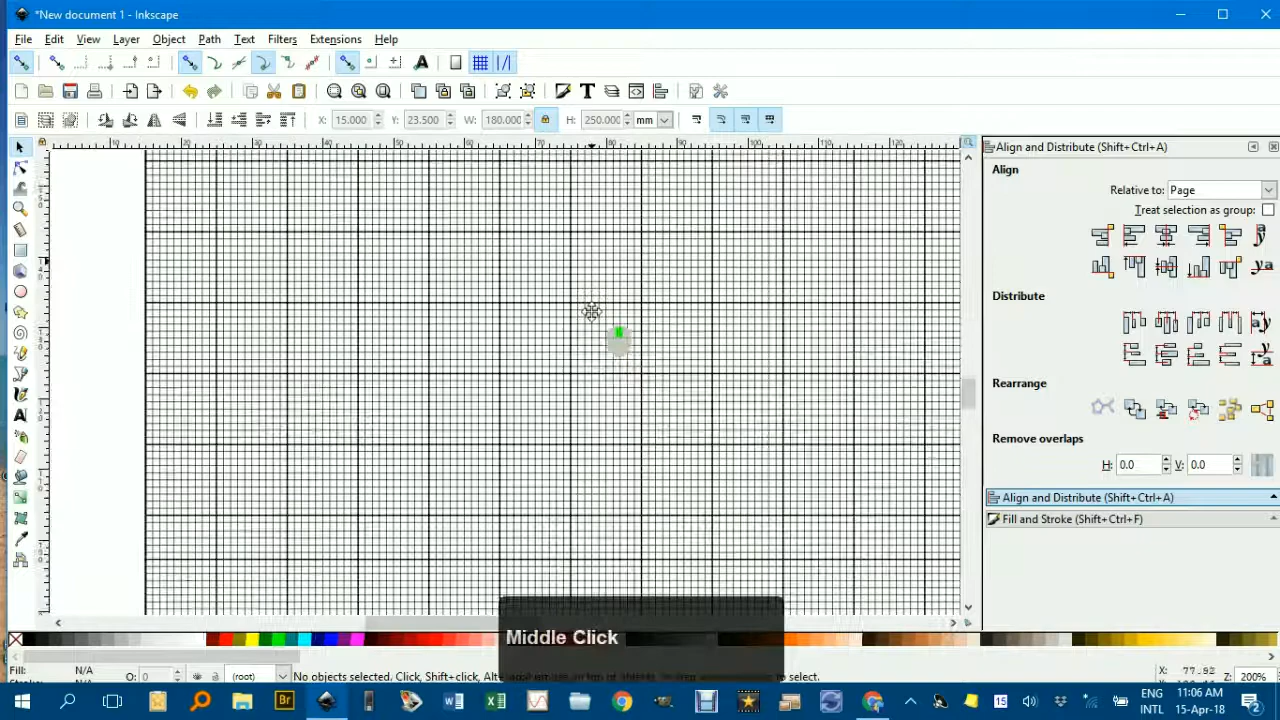 *New document 1 - Inkscape
File Edit View Layer Object Path Text Filters Extensions Help
X: 15.000 Y: 23.500 W: 180.000 H: 250.000 mm
Align and Distribute (Shift+Ctrl+A)
Align
Relative to: Page
Treat selection as group:
Distribute
Rearrange
Remove overlaps
H: 0.0 V: 0.0
Align and Distribute (Shift+Ctrl+A)
Fill and Stroke (Shift+Ctrl+F)
Middle Click
Fill: N/A O: 0 (root) No objects selected. Click, Shift+click, Alt+ to select.
X: 77.92
Z: 200%
ENG
INTL
15
11:06 AM
15-Apr-18
2